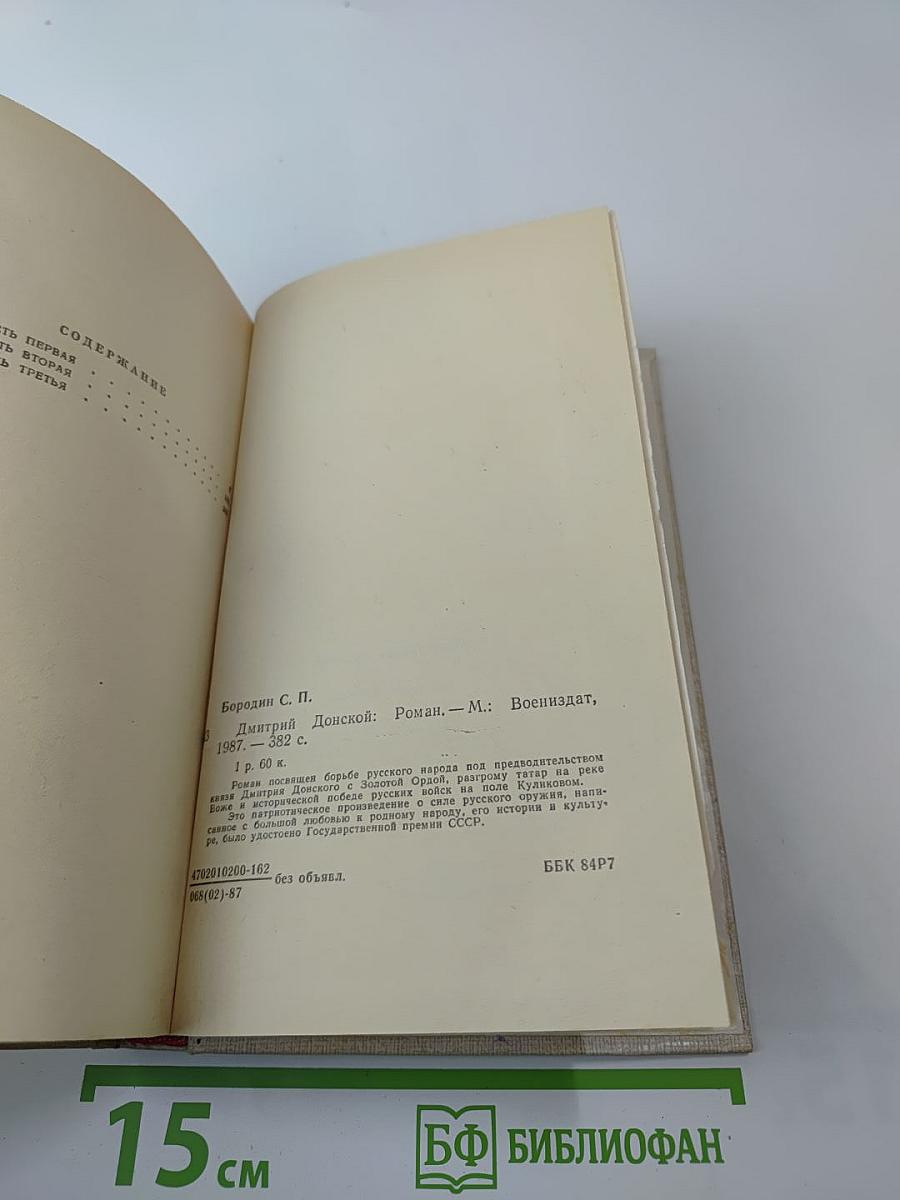 СОДЕРЖАНИЕ
ПЕРВАЯ
ВТОРАЯ
ТРЕТЬЯ
Бородин С. П.
Дмитрий Донской: Роман. — М.: Воениздат,
1987. — 382 с.
1 р. 60 к.
Роман посвящен борьбе русского народа под предводительством
князя Дмитрия Донского с Золотой Ордой, разгрому татар на реке
Воже и исторической победе русских войск на поле Куликовом.
Это патриотическое произведение о силе русского оружия, напи-
санное с большой любовью к родному народу, его истории и культу-
ре, было удостоено Государственной премии СССР.
4702010200-162
068(02)-87
без объявл.
ББК 84Р7
15 см
БФ БИБЛИОФАН